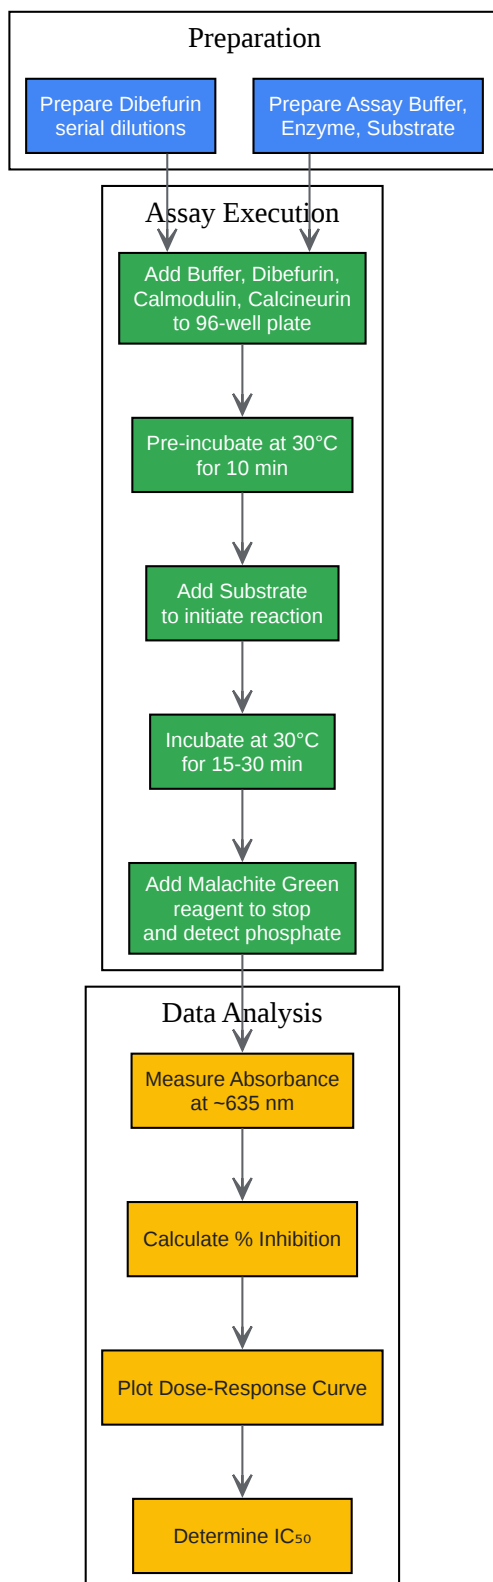 Preparation
Prepare Dibefurin
serial dilutions
Prepare Assay Buffer,
Enzyme, Substrate
Assay Execution
Add Buffer, Dibefurin,
Calmodulin, Calcineurin
to 96-well plate
Pre-incubate at 30°C
for 10 min
Add Substrate
to initiate reaction
Incubate at 30°C
for 15-30 min
Add Malachite Green
reagent to stop
and detect phosphate
Data Analysis
Measure Absorbance
at ~635 nm
Calculate % Inhibition
Plot Dose-Response Curve
Determine IC₅₀